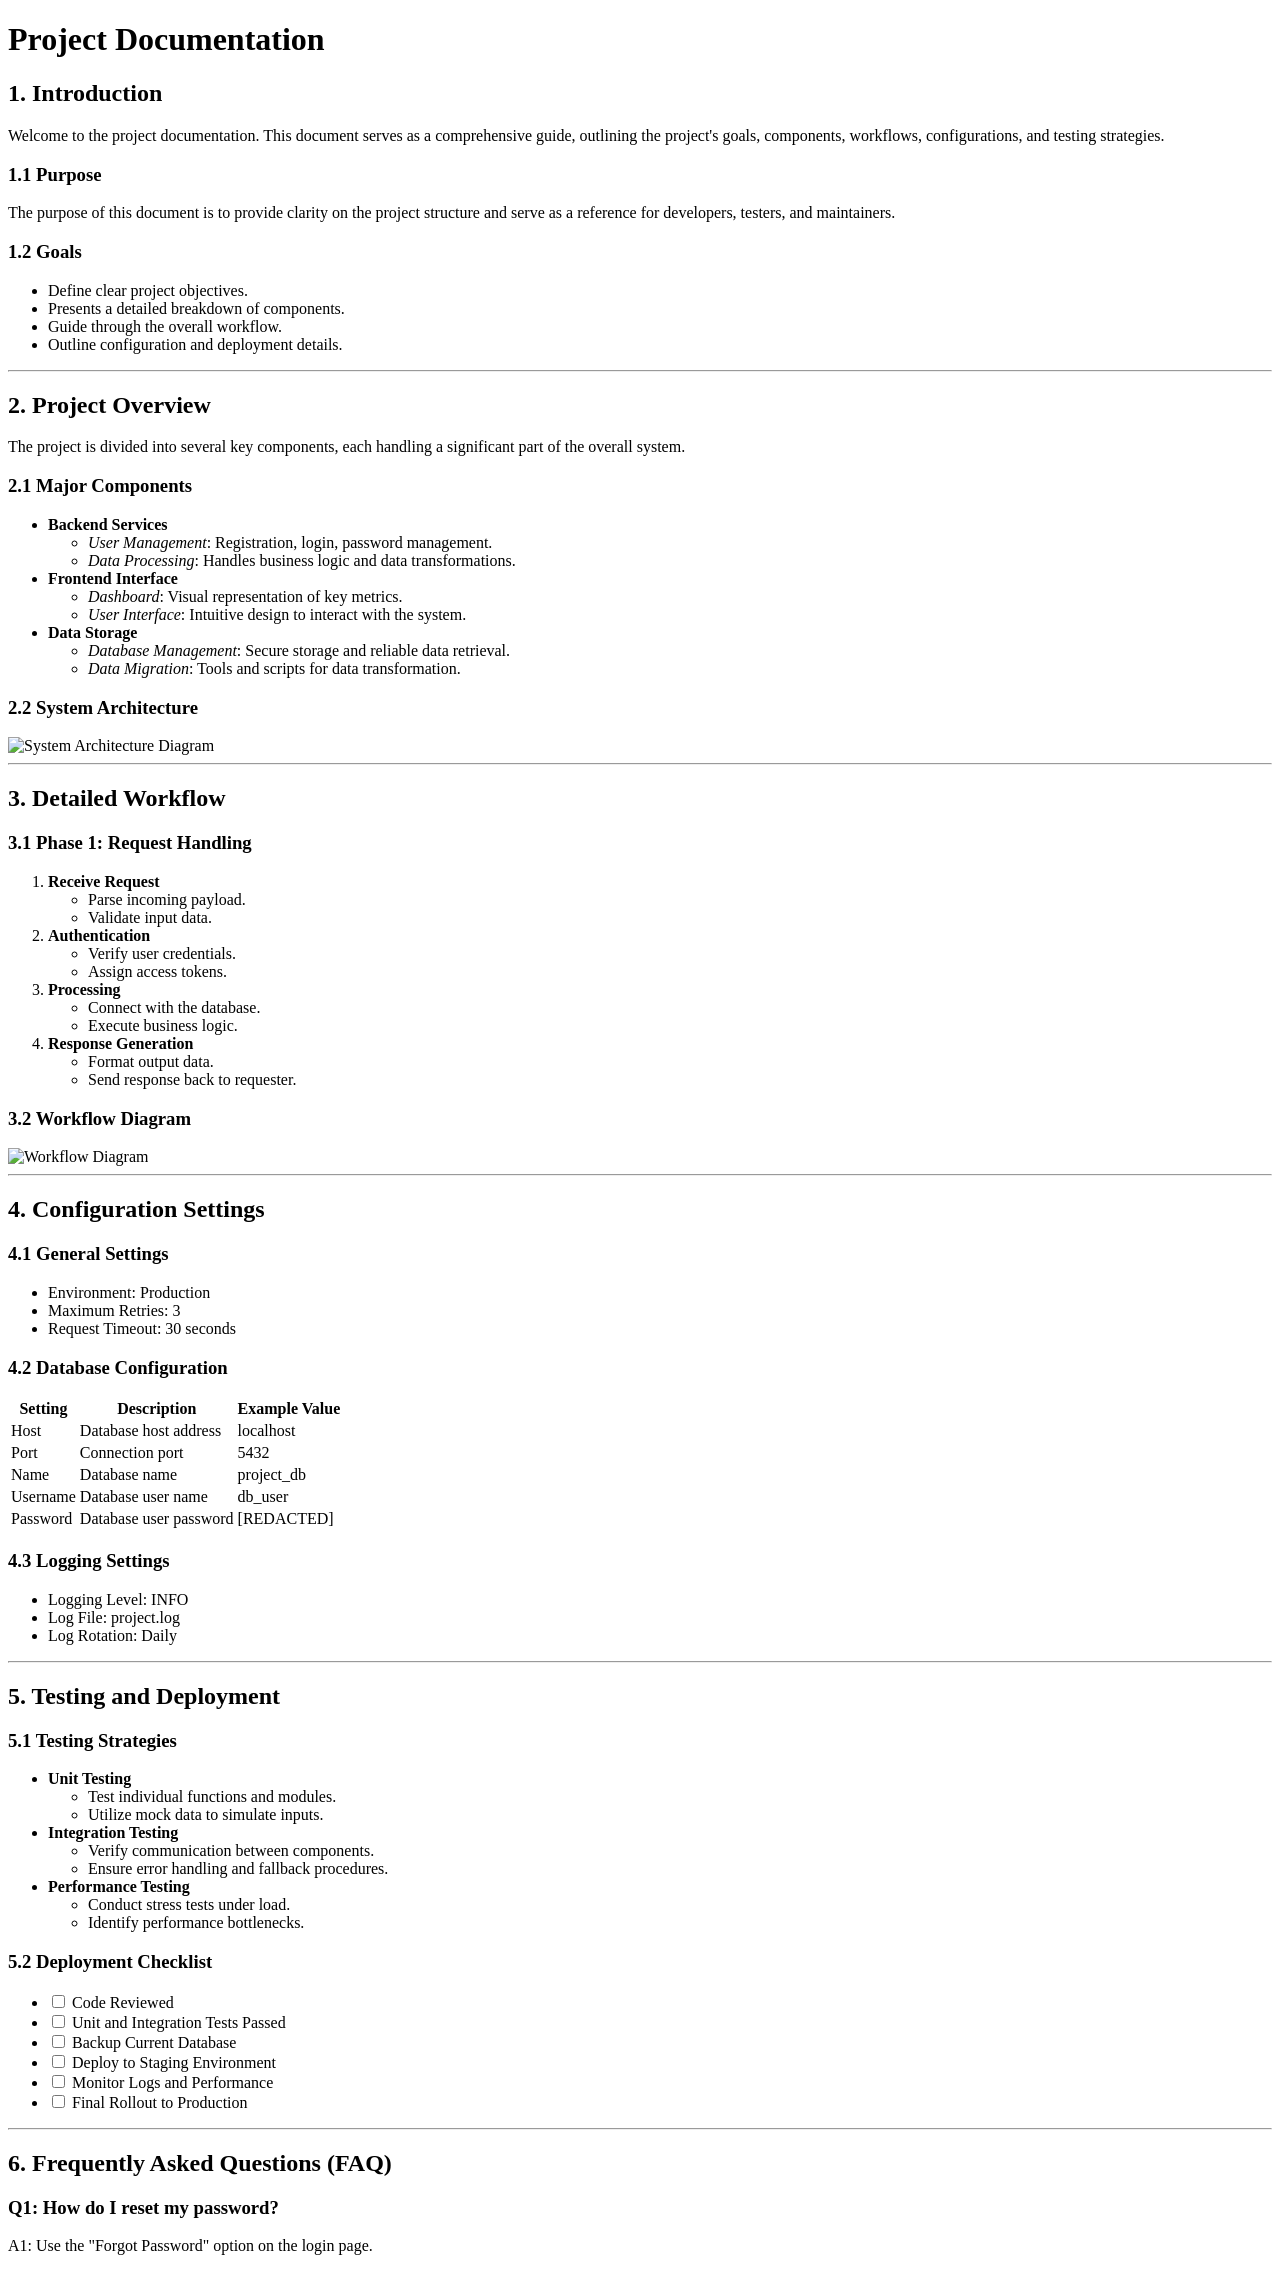 Project Documentation
1. Introduction
Welcome to the project documentation. This document serves as a comprehensive guide, outlining the project's goals, components, workflows, configurations, and testing strategies.
1.1 Purpose
The purpose of this document is to provide clarity on the project structure and serve as a reference for developers, testers, and maintainers.
1.2 Goals
• Define clear project objectives.
• Presents a detailed breakdown of components.
• Guide through the overall workflow.
• Outline configuration and deployment details.
2. Project Overview
The project is divided into several key components, each handling a significant part of the overall system.
2.1 Major Components
• Backend Services
◦ User Management: Registration, login, password management.
◦ Data Processing: Handles business logic and data transformations.
• Frontend Interface
◦ Dashboard: Visual representation of key metrics.
◦ User Interface: Intuitive design to interact with the system.
• Data Storage
◦ Database Management: Secure storage and reliable data retrieval.
◦ Data Migration: Tools and scripts for data transformation.
2.2 System Architecture
System Architecture Diagram
3. Detailed Workflow
3.1 Phase 1: Request Handling
1. Receive Request
◦ Parse incoming payload.
◦ Validate input data.
2. Authentication
◦ Verify user credentials.
◦ Assign access tokens.
3. Processing
◦ Connect with the database.
◦ Execute business logic.
4. Response Generation
◦ Format output data.
◦ Send response back to requester.
3.2 Workflow Diagram
Workflow Diagram
4. Configuration Settings
4.1 General Settings
• Environment: Production
• Maximum Retries: 3
• Request Timeout: 30 seconds
4.2 Database Configuration
Setting Description Example Value
Host Database host address localhost
Port Connection port 5432
Name Database name project_db
Username Database user name db_user
Password Database user password [REDACTED]
4.3 Logging Settings
• Logging Level: INFO
• Log File: project.log
• Log Rotation: Daily
5. Testing and Deployment
5.1 Testing Strategies
• Unit Testing
◦ Test individual functions and modules.
◦ Utilize mock data to simulate inputs.
• Integration Testing
◦ Verify communication between components.
◦ Ensure error handling and fallback procedures.
• Performance Testing
◦ Conduct stress tests under load.
◦ Identify performance bottlenecks.
5.2 Deployment Checklist
• ☐ Code Reviewed
• ☐ Unit and Integration Tests Passed
• ☐ Backup Current Database
• ☐ Deploy to Staging Environment
• ☐ Monitor Logs and Performance
• ☐ Final Rollout to Production
6. Frequently Asked Questions (FAQ)
Q1: How do I reset my password?
A1: Use the "Forgot Password" option on the login page.